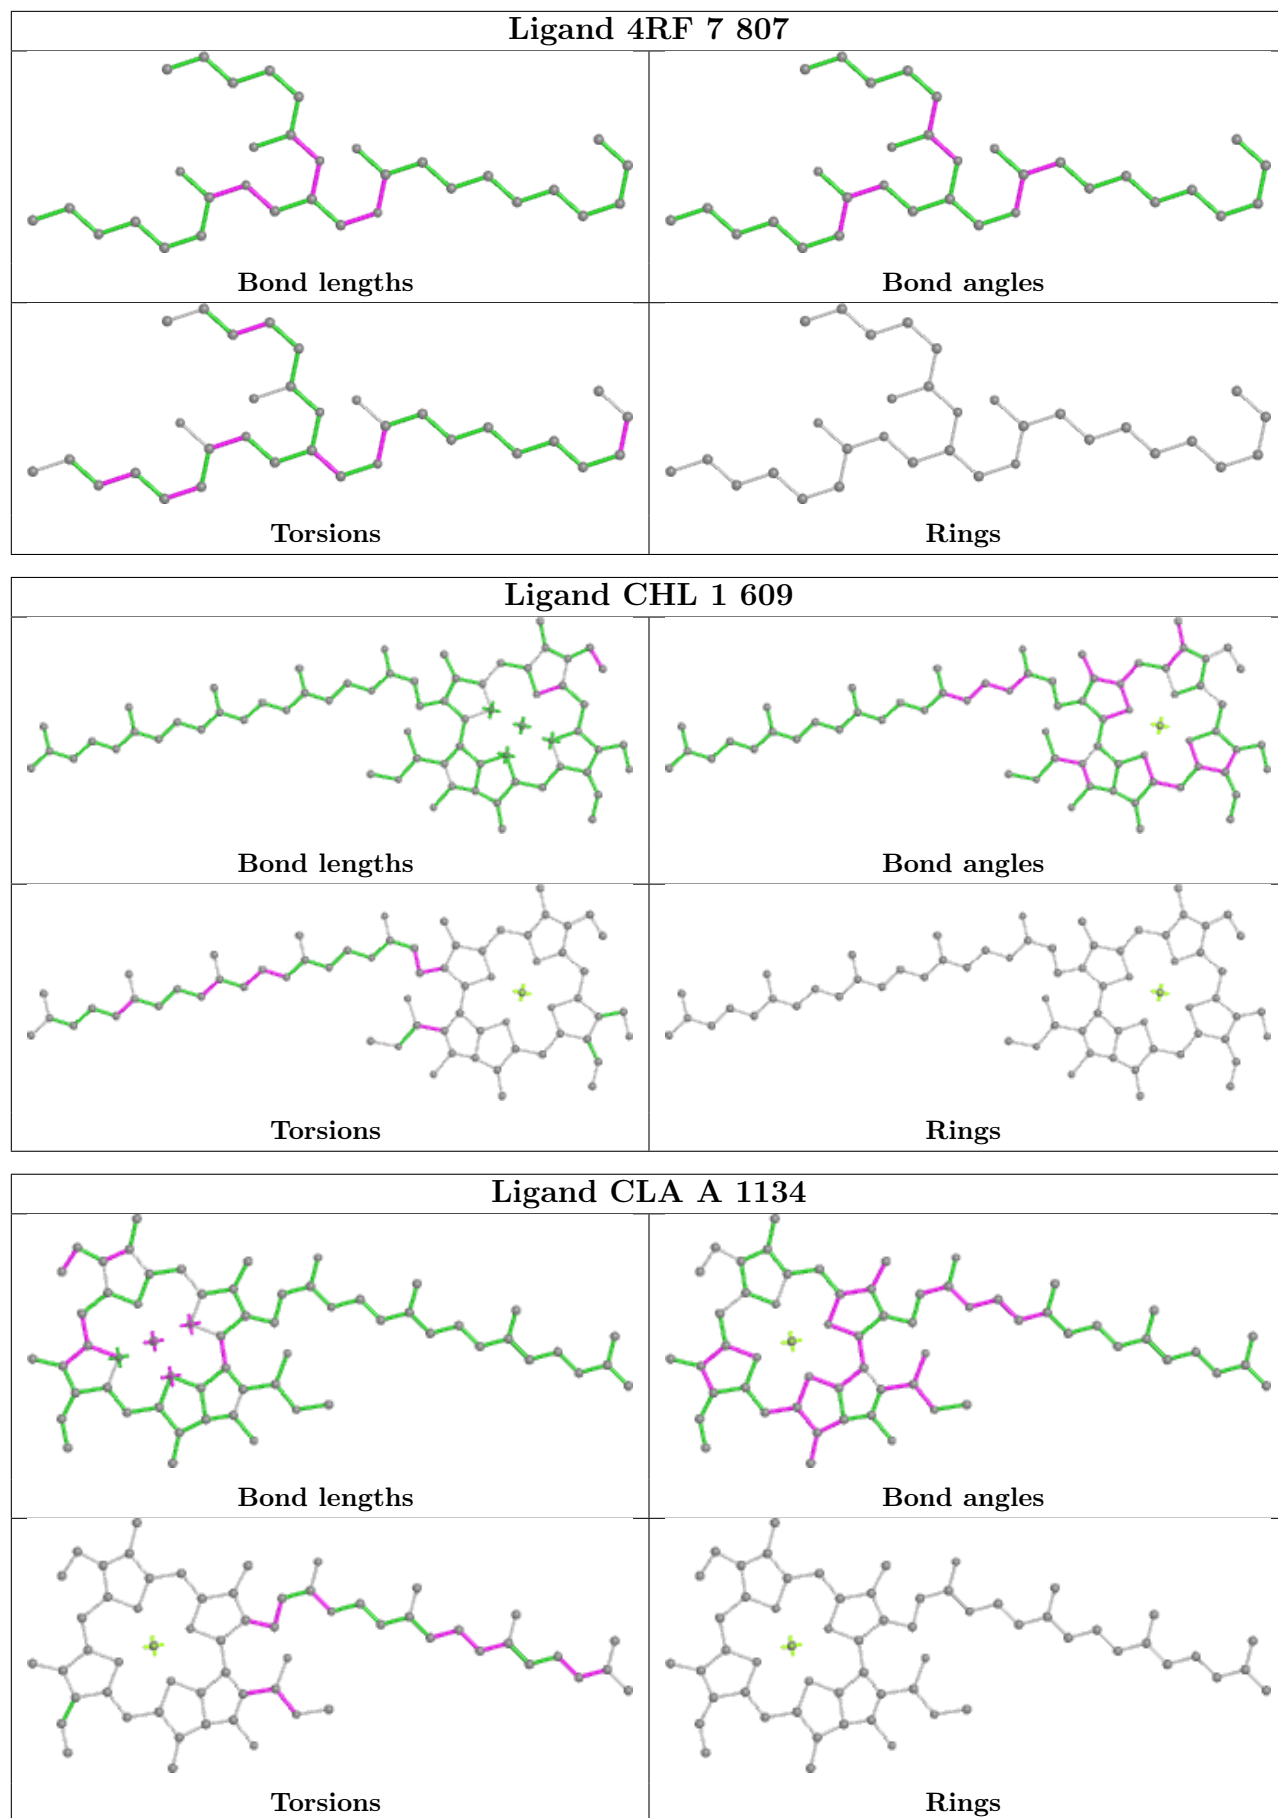 Ligand 4RF 7 807
Bond lengths
Bond angles
Torsions
Rings
Ligand CHL 1 609
Bond lengths
Bond angles
Torsions
Rings
Ligand CLA A 1134
Bond lengths
Bond angles
Torsions
Rings